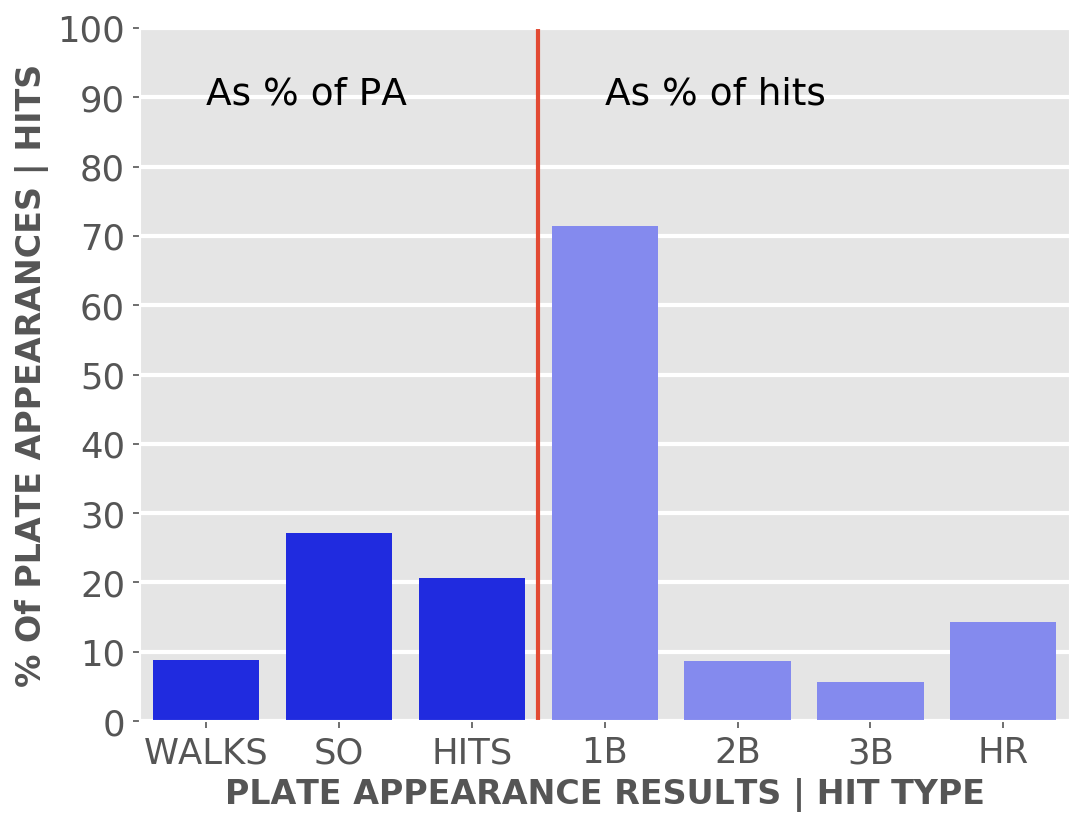 % Of PLATE APPEARANCES | HITS
100
90
80
70
60
50
40
30
20
10
0
As % of PA
As % of hits
WALKS SO HITS 1B 2B 3B HR
PLATE APPEARANCE RESULTS | HIT TYPE